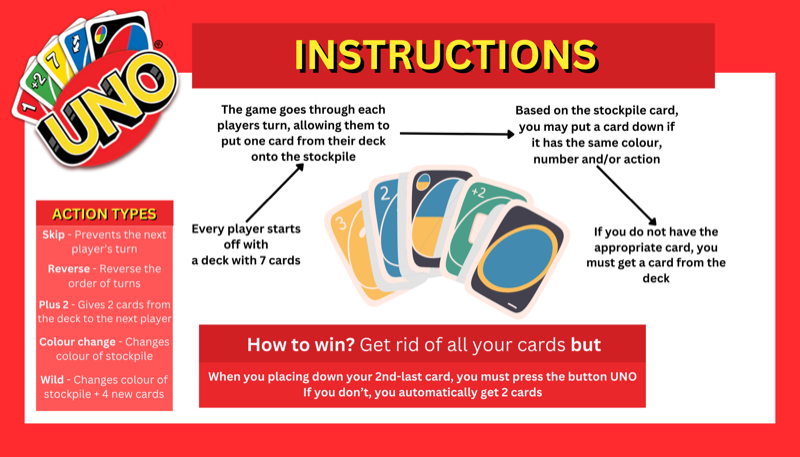 INSTRUCTIONS
1
+2
7
UNO
®
The game goes through each
players turn, allowing them to
put one card from their deck
onto the stockpile
Based on the stockpile card,
you may put a card down if
it has the same colour,
number and/or action
Every player starts
off with
a deck with 7 cards
If you do not have the
appropriate card, you
must get a card from the
deck
3
2
+2
ACTION TYPES
Skip - Prevents the next
player's turn
Reverse - Reverse the
order of turns
Plus 2 - Gives 2 cards from
the deck to the next player
Colour change - Changes
colour of stockpile
Wild - Changes colour of
stockpile + 4 new cards
How to win? Get rid of all your cards but
When you placing down your 2nd-last card, you must press the button UNO
If you don't, you automatically get 2 cards